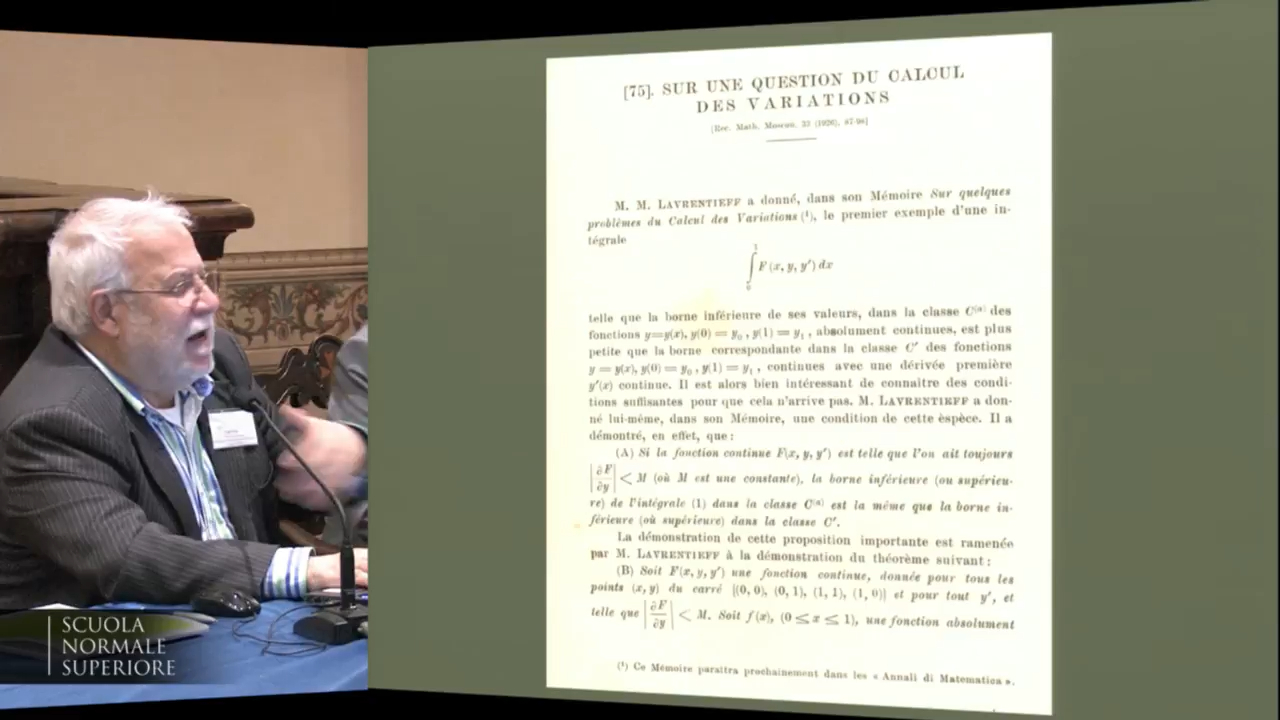 [75]. SUR UNE QUESTION DU CALCUL
DES VARIATIONS
[Rec. Math. Moscou, 33 (1926), 87-98]
M. M. LAVRENTIEFF a donné, dans son Mémoire Sur quelques
problèmes du Calcul des Variations (¹), le premier exemple d'une in-
tégrale
∫₀¹ F(x, y, y') dx
telle que la borne inférieure de ses valeurs, dans la classe C⁽ᵃ⁾ des
fonctions y=y(x), y(0) = y₀, y(1) = y₁, absolument continues, est plus
petite que la borne correspondante dans la classe C' des fonctions
y = y(x), y(0) = y₀, y(1) = y₁, continues avec une dérivée première
y'(x) continue. Il est alors bien intéressant de connaître des condi-
tions suffisantes pour que cela n'arrive pas. M. LAVRENTIEFF a don-
né lui-même, dans son Mémoire, une condition de cette èspèce. Il a
démontré, en effet, que :
(A) Si la fonction continue F(x, y, y') est telle que l'on ait toujours
|∂F/∂y| < M (où M est une constante), la borne inférieure (ou supérieu-
re) de l'intégrale (1) dans la classe C⁽ᵃ⁾ est la même que la borne in-
férieure (où supérieure) dans la classe C'.
La démonstration de cette proposition importante est ramenée
par M. LAVRENTIEFF à la démonstration du théorème suivant :
(B) Soit F(x, y, y') une fonction continue, donnée pour tous les
points (x, y) du carré [(0, 0), (0, 1), (1, 1), (1, 0)] et pour tout y', et
telle que |∂F/∂y| < M. Soit f(x), (0 ≤ x ≤ 1), une fonction absolument
(¹) Ce Mémoire paraîtra prochainement dans les « Annali di Matematica ».
SCUOLA
NORMALE
SUPERIORE